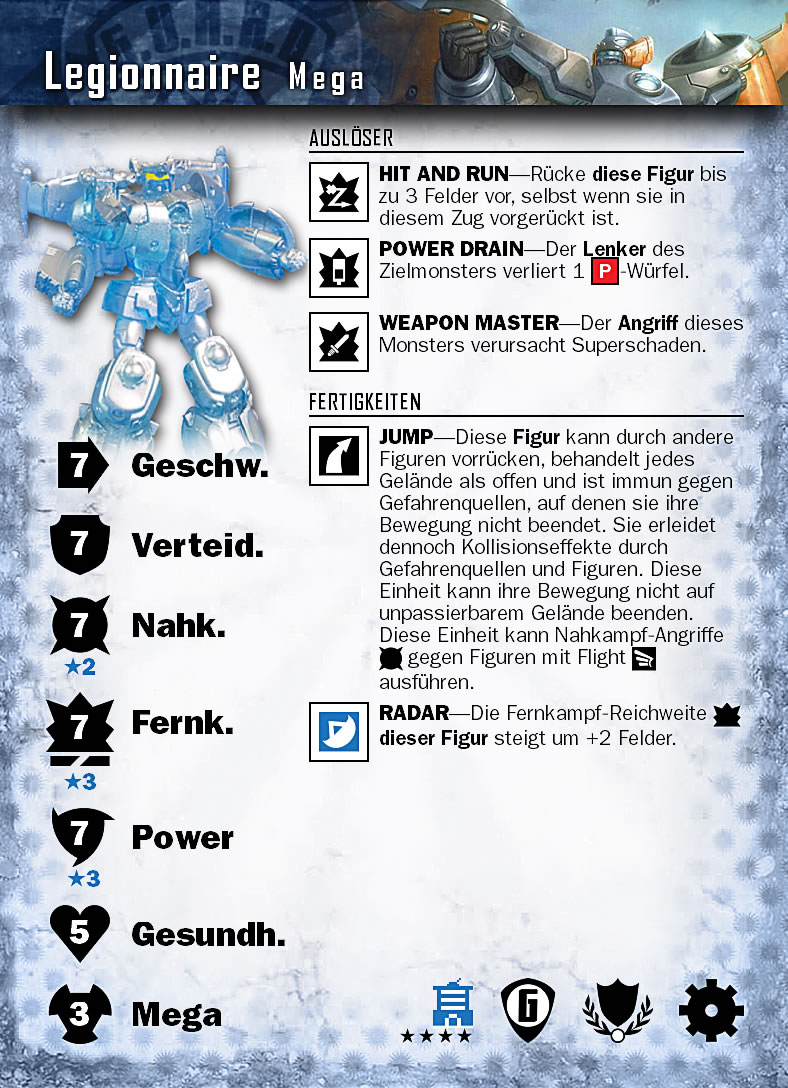 Legionnaire Mega
AUSLÖSER
HIT AND RUN—Rücke diese Figur bis
zu 3 Felder vor, selbst wenn sie in
diesem Zug vorgerückt ist.
POWER DRAIN—Der Lenker des
Zielmonsters verliert 1 P-Würfel.
WEAPON MASTER—Der Angriff dieses
Monsters verursacht Superschaden.
FERTIGKEITEN
JUMP—Diese Figur kann durch andere
Figuren vorrücken, behandelt jedes
Gelände als offen und ist immun gegen
Gefahrenquellen, auf denen sie ihre
Bewegung nicht beendet. Sie erleidet
dennoch Kollisionseffekte durch
Gefahrenquellen und Figuren. Diese
Einheit kann ihre Bewegung nicht auf
unpassierbarem Gelände beenden.
Diese Einheit kann Nahkampf-Angriffe
gegen Figuren mit Flight
ausführen.
RADAR—Die Fernkampf-Reichweite
dieser Figur steigt um +2 Felder.
7 Geschw.
7 Verteid.
7 Nahk.
★2
7 Fernk.
★3
7 Power
★3
5 Gesundh.
3 Mega
★★★★
G